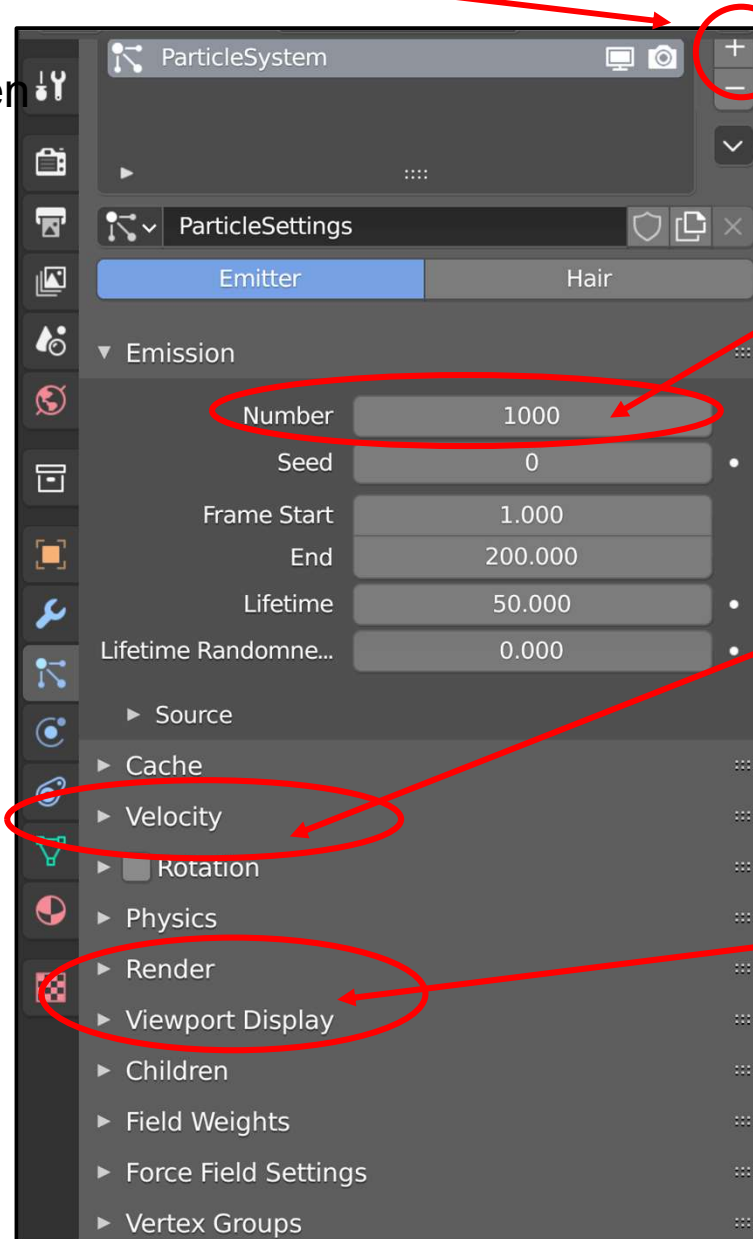 ParticleSystem
en
ParticleSettings
Emitter Hair
Emission
Number 1000
Seed 0
Frame Start 1.000
End 200.000
Lifetime 50.000
Lifetime Randomne... 0.000
Source
Cache
Velocity
Rotation
Physics
Render
Viewport Display
Children
Field Weights
Force Field Settings
Vertex Groups